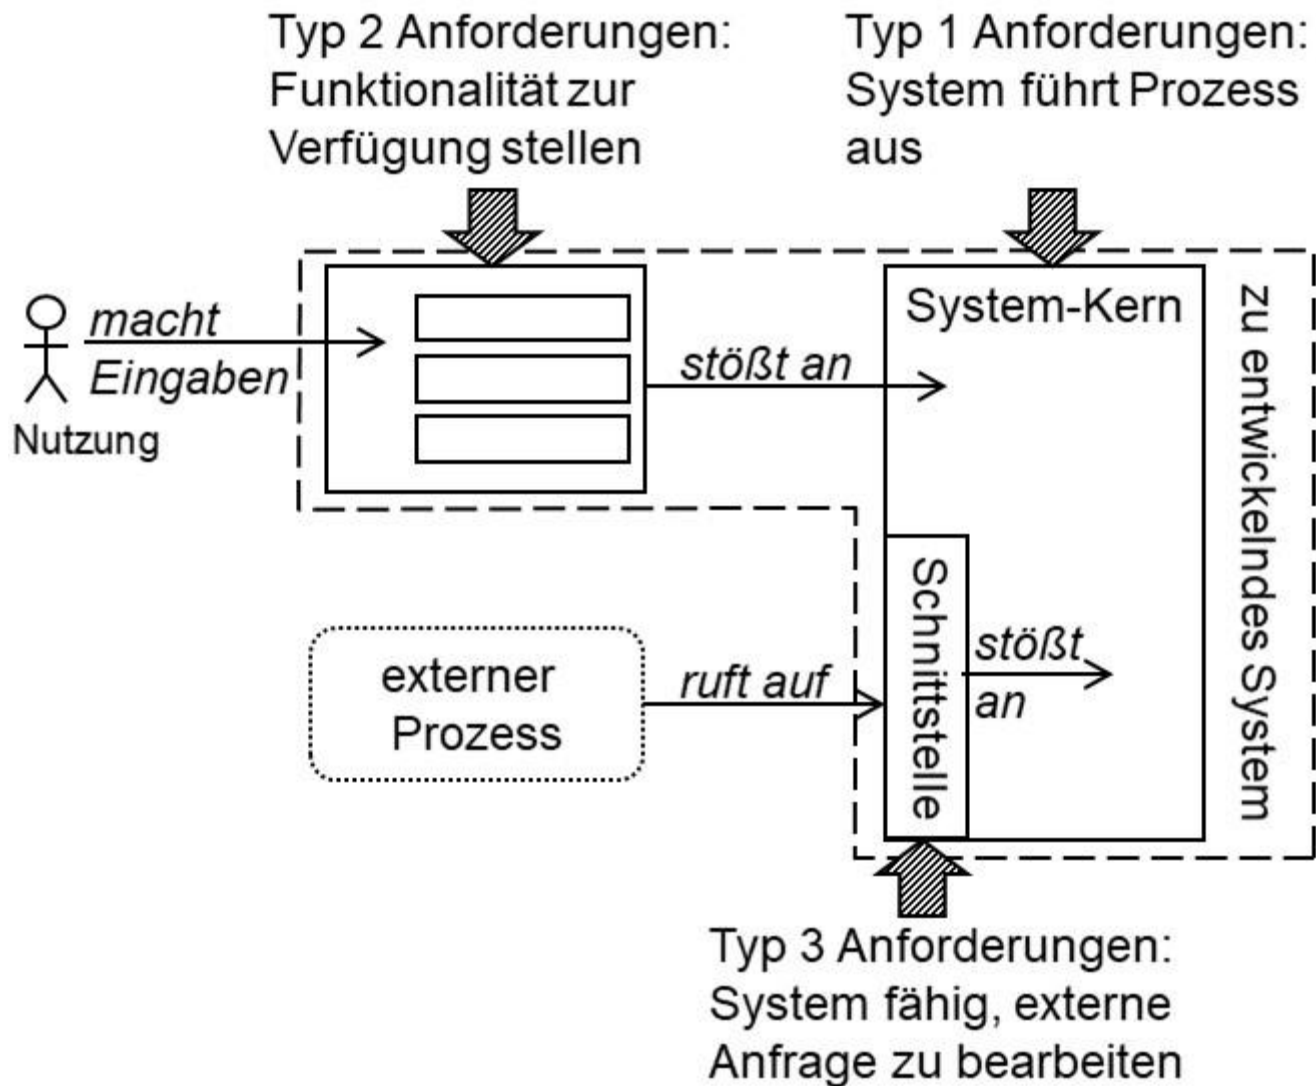 Typ 2 Anforderungen:
Funktionalität zur
Verfügung stellen
Typ 1 Anforderungen:
System führt Prozess
aus
macht
Eingaben
Nutzung
stößt an
System-Kern
zu entwickelndes System
externer
Prozess
ruft auf
Schnittstelle
stößt
an
Typ 3 Anforderungen:
System fähig, externe
Anfrage zu bearbeiten